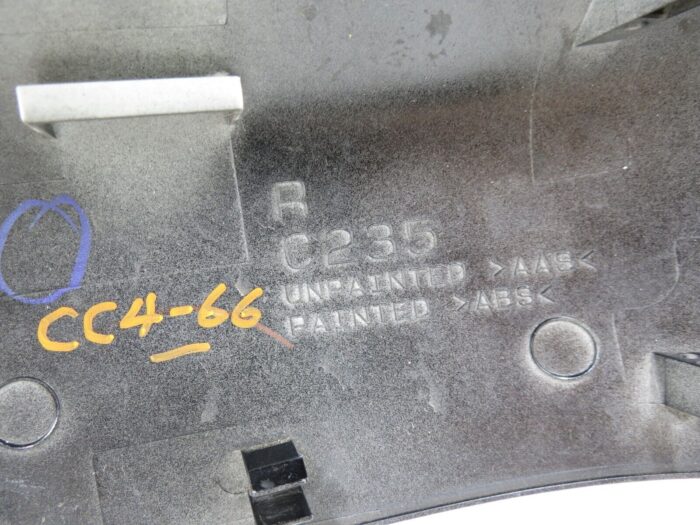 R
C235
UNPAINTED >AAS<
PAINTED >ABS<
CC4-66